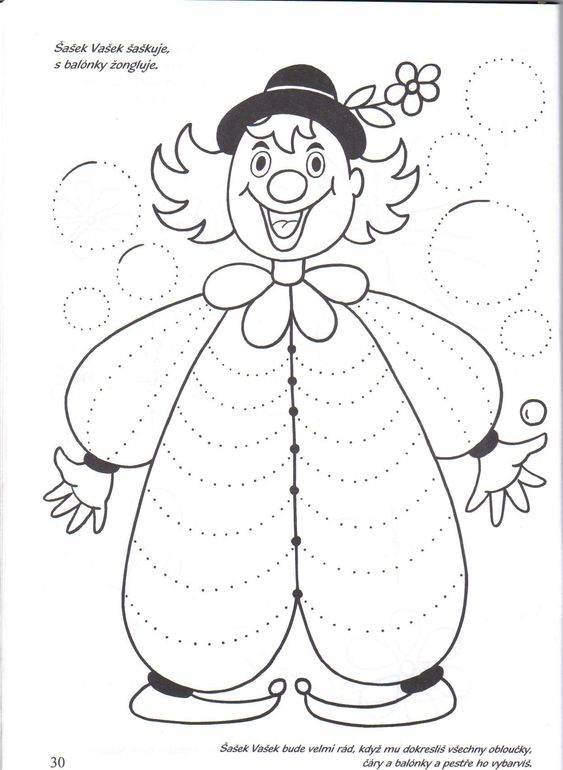 Šašek Vašek šaškuje,
s balónky žongluje.
Šašek Vašek bude velmi rád, když mu dokreslíš všechny obloučky,
čáry a balónky a pestře ho vybarvíš.
30